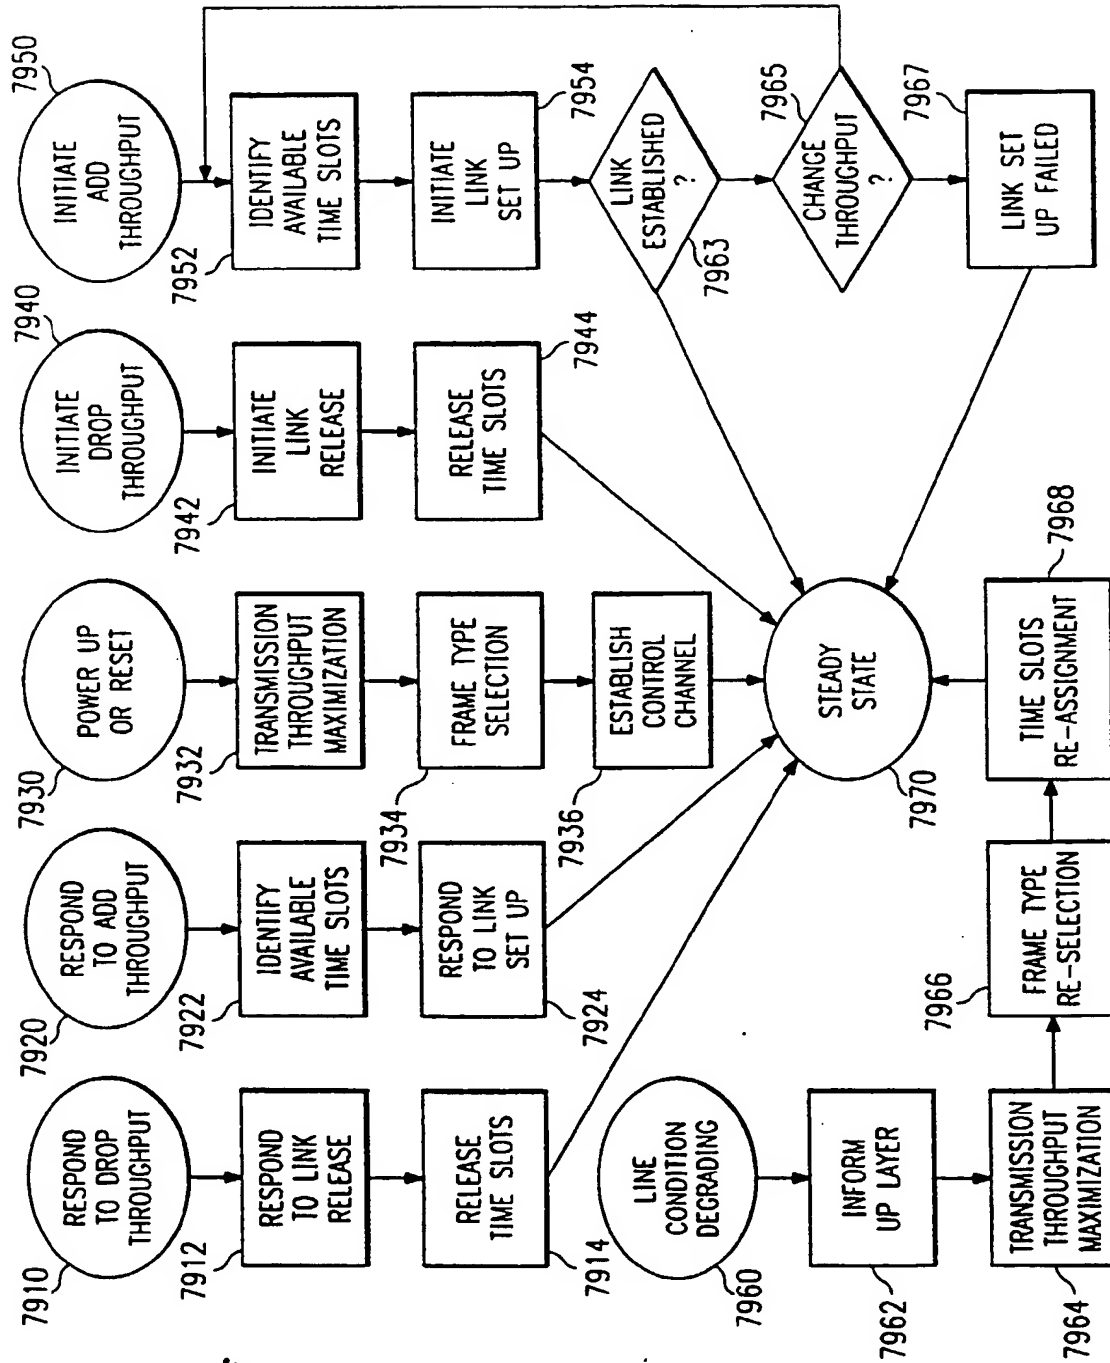 7910
RESPOND
TO DROP
THROUGHPUT
7912
RESPOND
TO LINK
RELEASE
RELEASE
TIME SLOTS
7914
7920
RESPOND
TO ADD
THROUGHPUT
7922
IDENTIFY
AVAILABLE
TIME SLOTS
RESPOND
TO LINK
SET UP
7924
7930
POWER UP
OR RESET
7932
TRANSMISSION
THROUGHPUT
MAXIMIZATION
FRAME TYPE
SELECTION
7934
ESTABLISH
CONTROL
CHANNEL
7936
7940
INITIATE
DROP
THROUGHPUT
7942
INITIATE
LINK
RELEASE
RELEASE
TIME SLOTS
7944
7950
INITIATE
ADD
THROUGHPUT
7952
IDENTIFY
AVAILABLE
TIME SLOTS
INITIATE
LINK
SET UP
7954
LINK
ESTABLISHED
?
7963
CHANGE
THROUGHPUT
?
7965
LINK SET
UP FAILED
7967
LINE
CONDITION
DEGRADING
7960
INFORM
UP LAYER
7962
TRANSMISSION
THROUGHPUT
MAXIMIZATION
7964
FRAME TYPE
RE-SELECTION
7966
TIME SLOTS
RE-ASSIGNMENT
7968
STEADY
STATE
7970